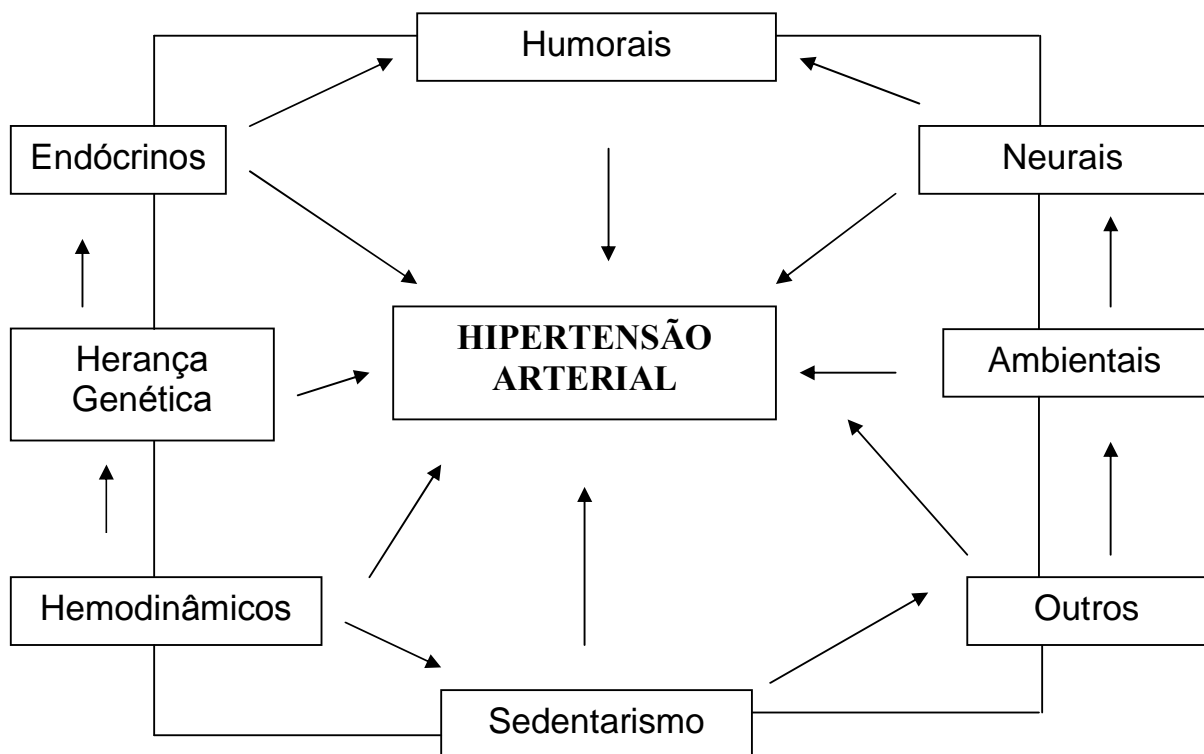 Humorais
Endócrinos
Neurais
HIPERTENSÃO
ARTERIAL
Herança
Genética
Ambientais
Hemodinâmicos
Outros
Sedentarismo